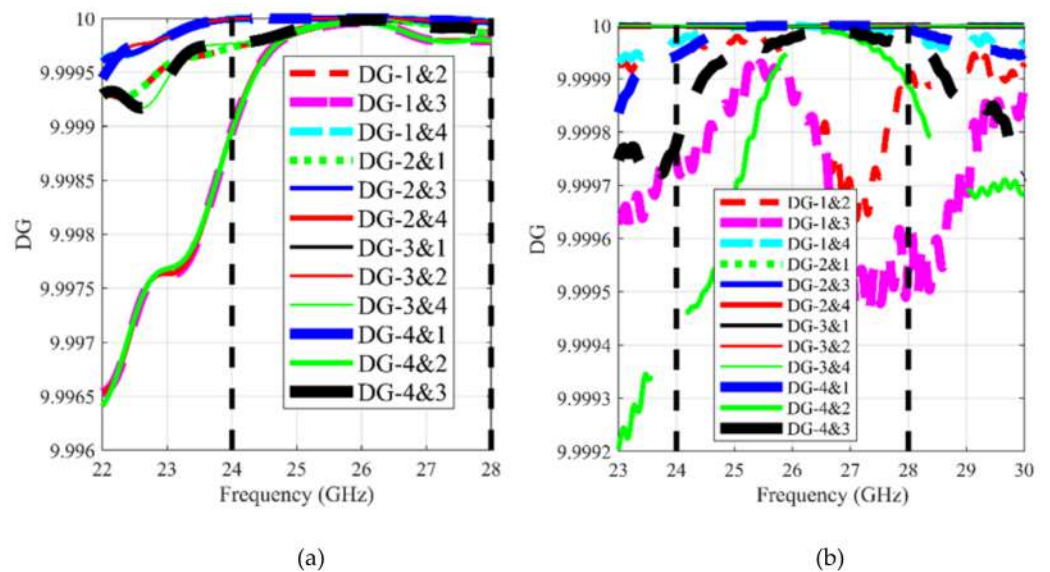 10
9.9995
9.999
9.9985
9.998
9.9975
9.997
9.9965
9.996
DG
22 23 24 25 26 27 28
Frequency (GHz)
DG-1&2
DG-1&3
DG-1&4
DG-2&1
DG-2&3
DG-2&4
DG-3&1
DG-3&2
DG-3&4
DG-4&1
DG-4&2
DG-4&3
(a)
10
9.9999
9.9998
9.9997
9.9996
9.9995
9.9994
9.9993
9.9992
DG
23 24 25 26 27 28 29 30
Frequency (GHz)
DG-1&2
DG-1&3
DG-1&4
DG-2&1
DG-2&3
DG-2&4
DG-3&1
DG-3&2
DG-3&4
DG-4&1
DG-4&2
DG-4&3
(b)